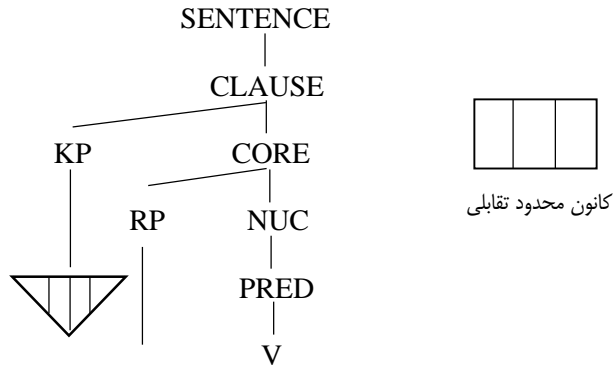 SENTENCE
CLAUSE
KP CORE
کانون محدود تقابلی
RP NUC
PRED
V